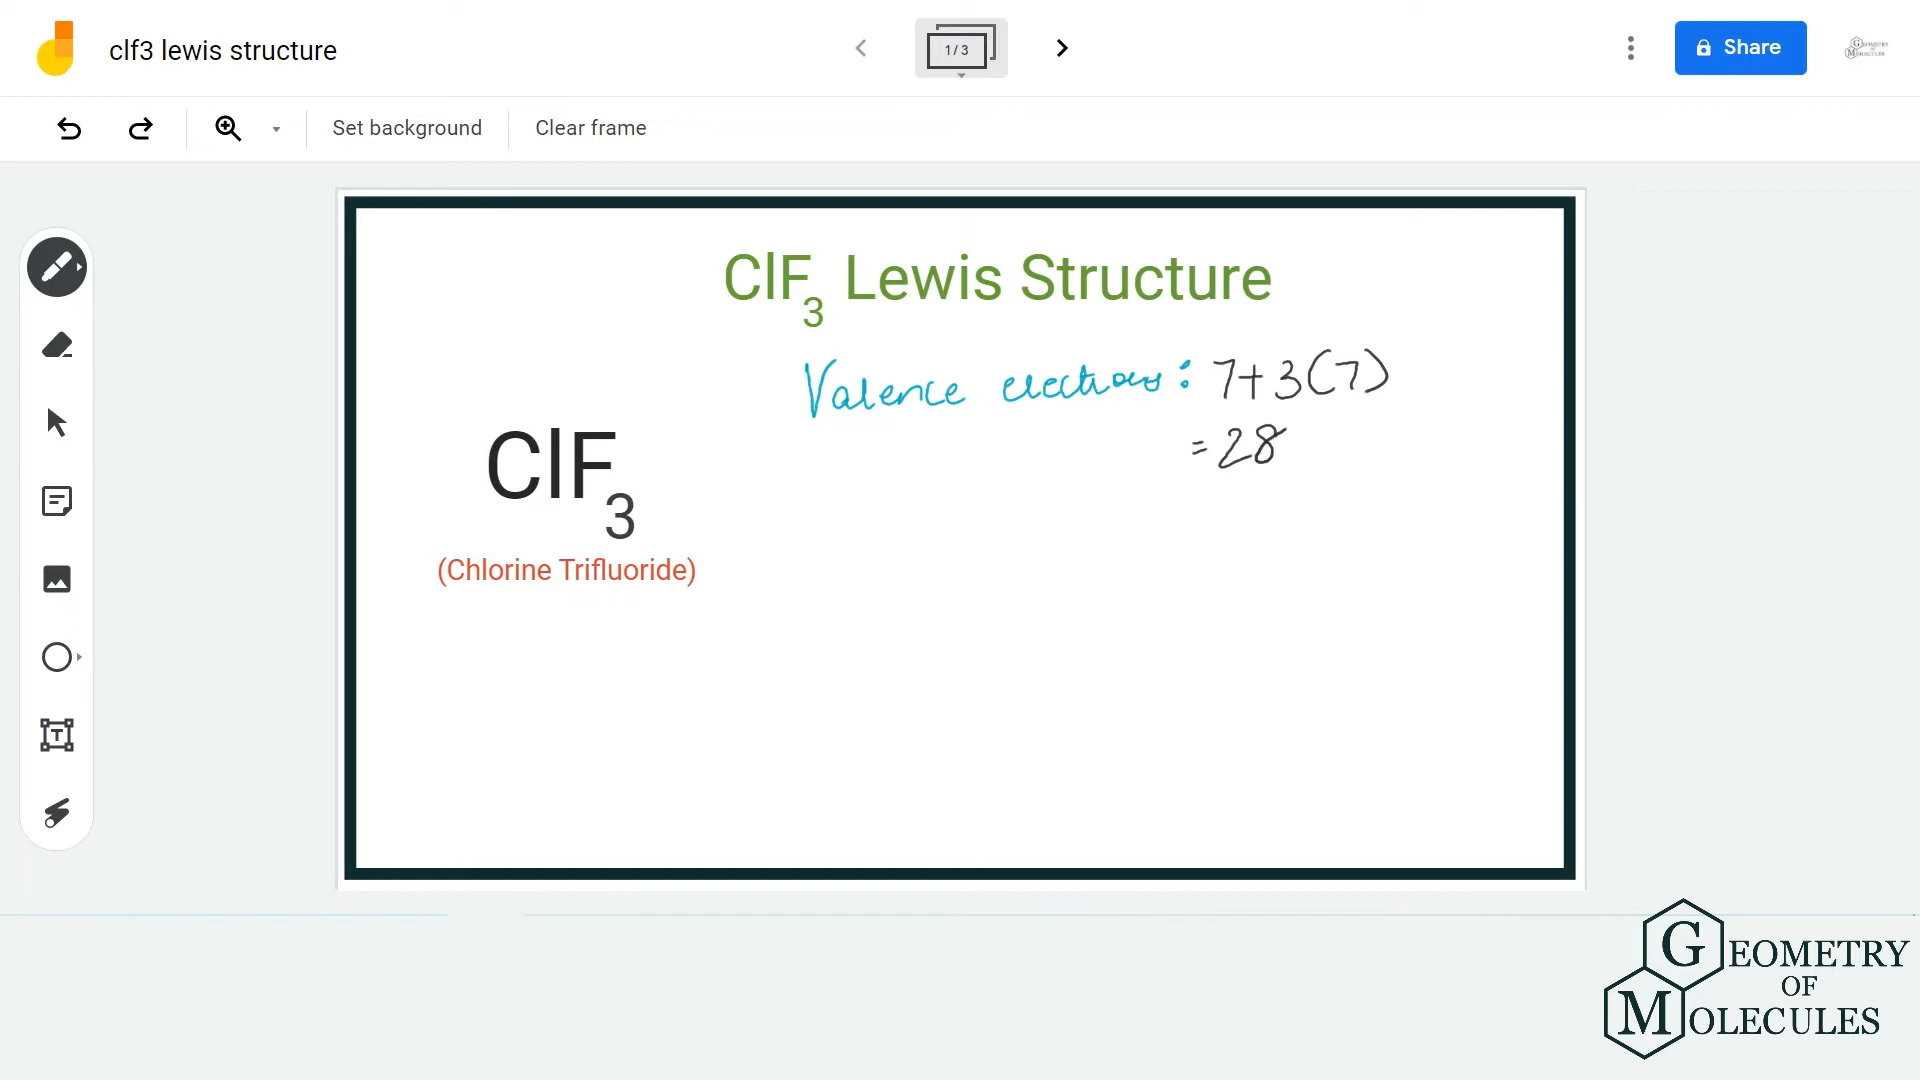 clf3 lewis structure
1 / 3
Share
Set background
Clear frame
ClF3 Lewis Structure
Valence electrons: 7+3(7)
=28
ClF3
(Chlorine Trifluoride)
GEOMETRY
OF
MOLECULES